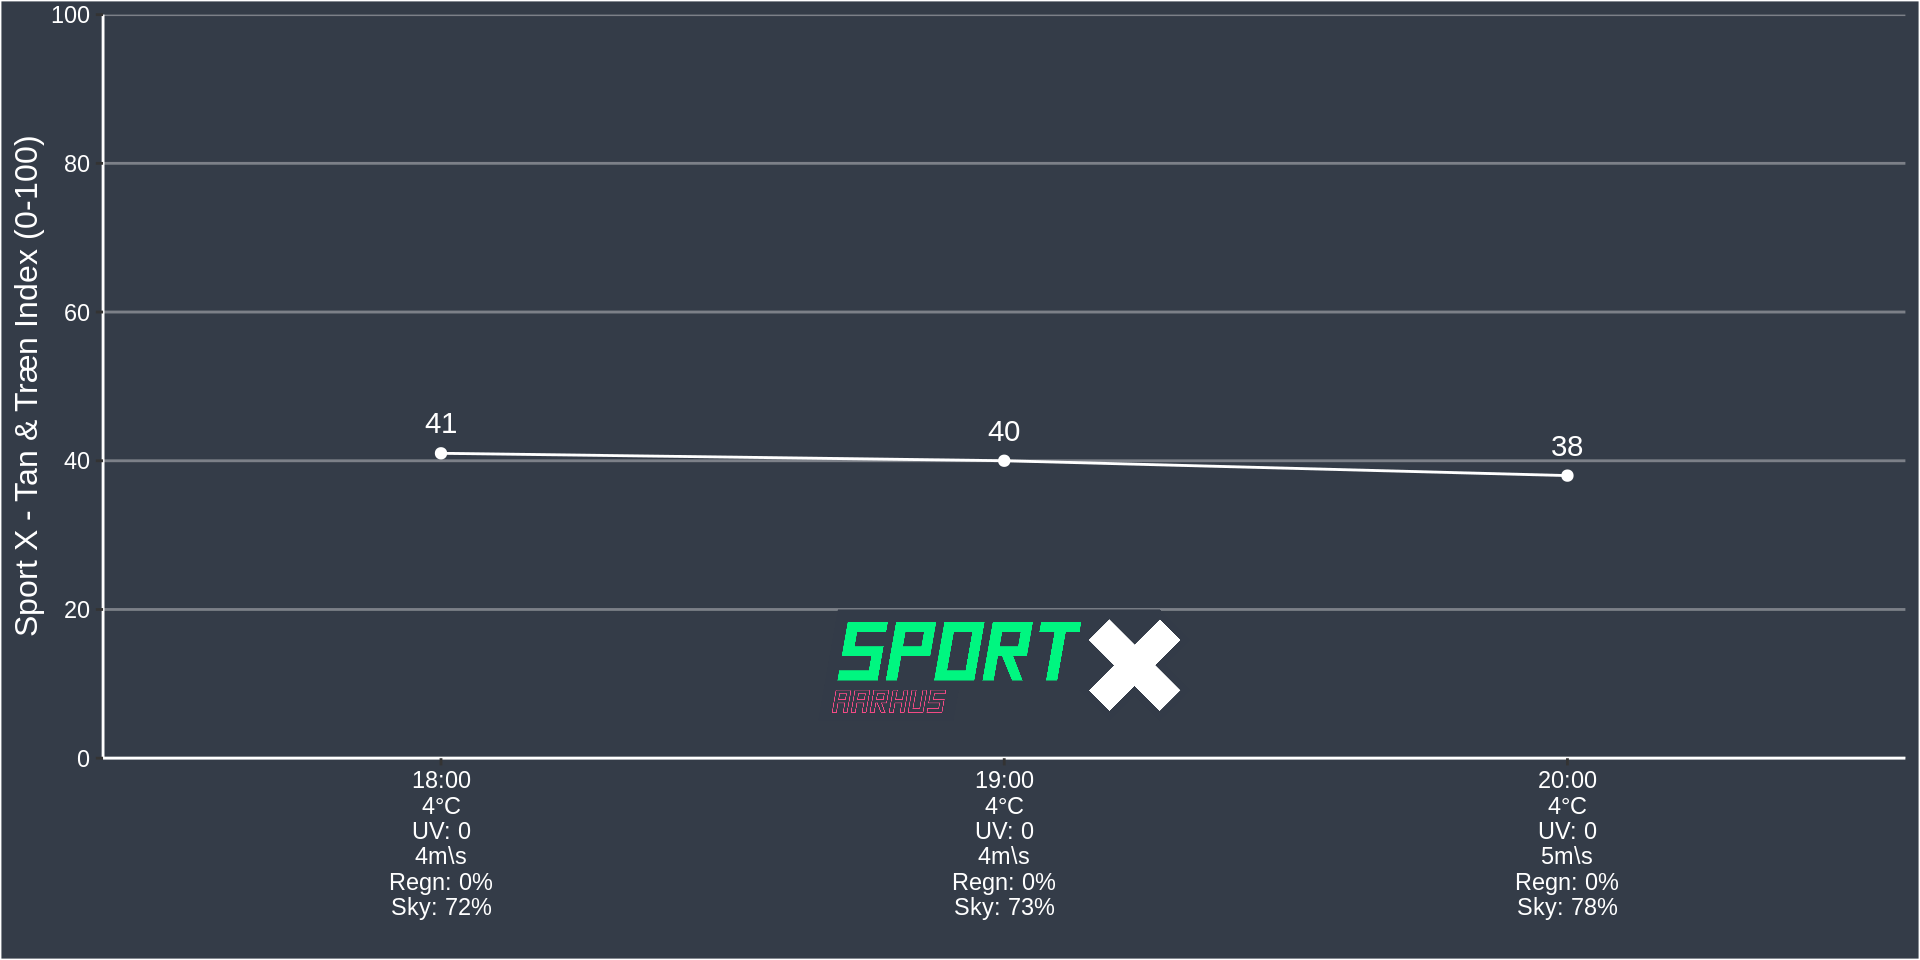 Sport X - Tan & Træn Index (0-100)
100
80
60
40
20
0
41
40
38
SPORT X
AARHUS
18:00
4°C
UV: 0
4m\s
Regn: 0%
Sky: 72%
19:00
4°C
UV: 0
4m\s
Regn: 0%
Sky: 73%
20:00
4°C
UV: 0
5m\s
Regn: 0%
Sky: 78%